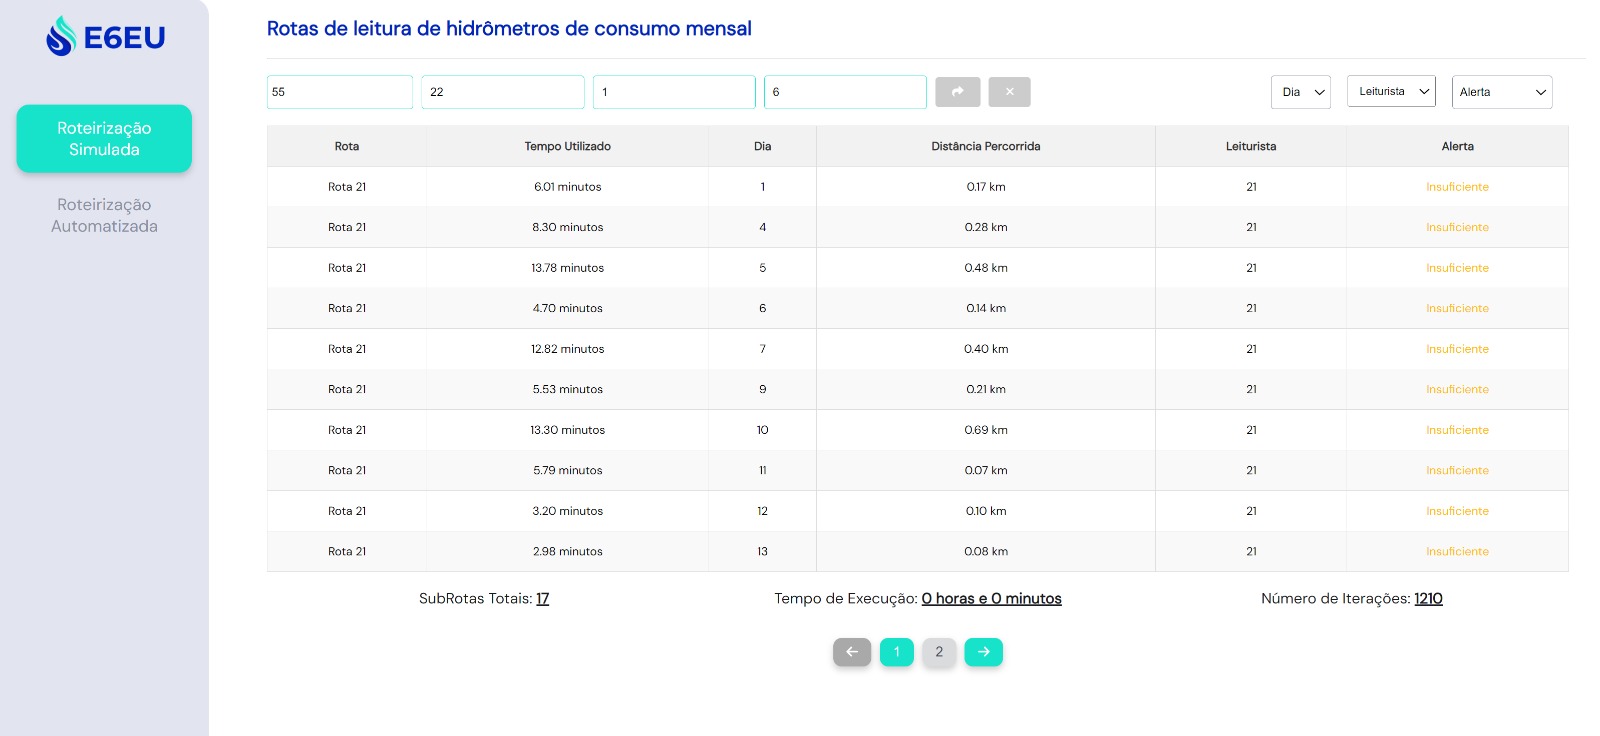 E6EU
Roteirização
Simulada
Roteirização
Automatizada
Rotas de leitura de hidrômetros de consumo mensal
55 22 1 6 Dia Leiturista Alerta
Rota Tempo Utilizado Dia Distância Percorrida Leiturista Alerta
Rota 21 6.01 minutos 1 0.17 km 21 Insuficiente
Rota 21 8.30 minutos 4 0.28 km 21 Insuficiente
Rota 21 13.78 minutos 5 0.48 km 21 Insuficiente
Rota 21 4.70 minutos 6 0.14 km 21 Insuficiente
Rota 21 12.82 minutos 7 0.40 km 21 Insuficiente
Rota 21 5.53 minutos 9 0.21 km 21 Insuficiente
Rota 21 13.30 minutos 10 0.69 km 21 Insuficiente
Rota 21 5.79 minutos 11 0.07 km 21 Insuficiente
Rota 21 3.20 minutos 12 0.10 km 21 Insuficiente
Rota 21 2.98 minutos 13 0.08 km 21 Insuficiente
SubRotas Totais: 17 Tempo de Execução: 0 horas e 0 minutos Número de Iterações: 1210
1 2